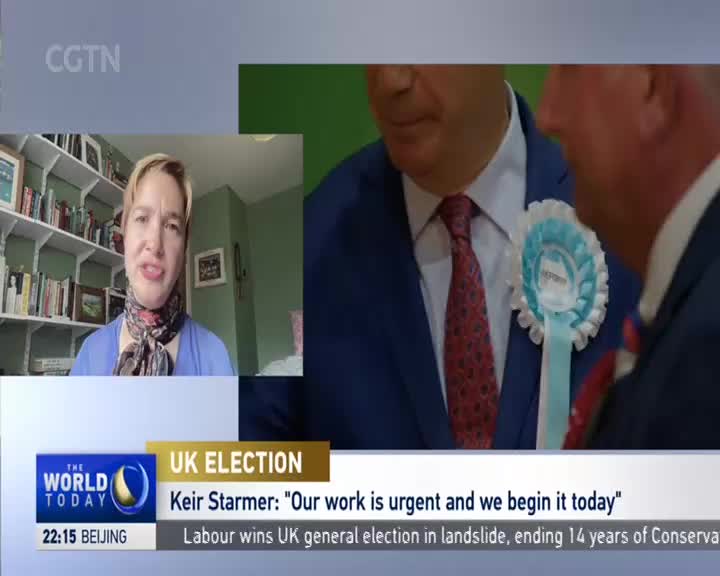 CGTN
UK ELECTION
THE
WORLD
TODAY
Keir Starmer: "Our work is urgent and we begin it today"
22:15 BEIJING
Labour wins UK general election in landslide, ending 14 years of Conserva